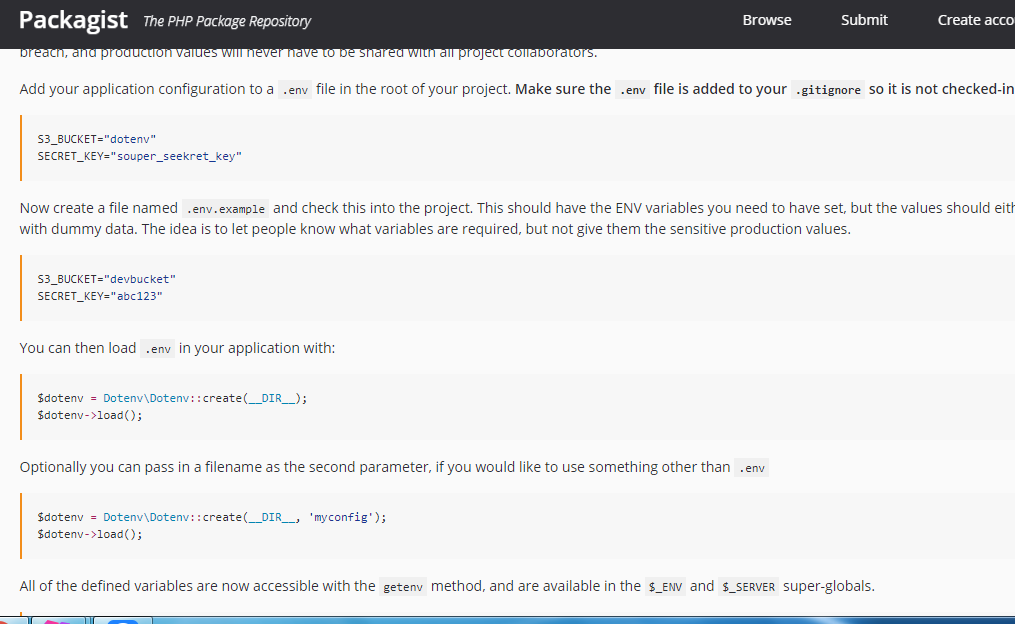 Packagist The PHP Package Repository Browse Submit Create acco
breach, and production values will never have to be shared with all project collaborators.
Add your application configuration to a .env file in the root of your project. Make sure the .env file is added to your .gitignore so it is not checked-in
S3_BUCKET="dotenv"
SECRET_KEY="souper_seekret_key"
Now create a file named .env.example and check this into the project. This should have the ENV variables you need to have set, but the values should eith
with dummy data. The idea is to let people know what variables are required, but not give them the sensitive production values.
S3_BUCKET="devbucket"
SECRET_KEY="abc123"
You can then load .env in your application with:
$dotenv = Dotenv\Dotenv::create(__DIR__);
$dotenv->load();
Optionally you can pass in a filename as the second parameter, if you would like to use something other than .env
$dotenv = Dotenv\Dotenv::create(__DIR__, 'myconfig');
$dotenv->load();
All of the defined variables are now accessible with the getenv method, and are available in the $_ENV and $_SERVER super-globals.